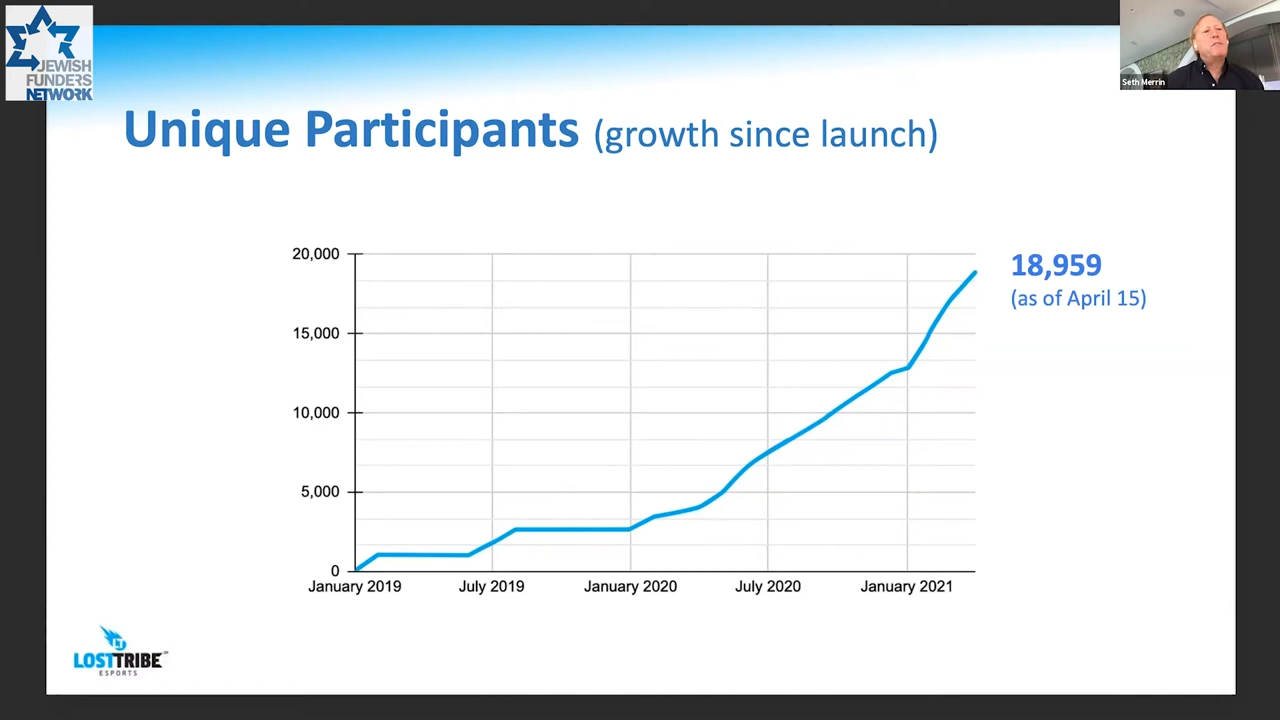 JEWISH
FUNDERS
NETWORK
Seth Merrin
Unique Participants (growth since launch)
20,000
15,000
10,000
5,000
0
January 2019
July 2019
January 2020
July 2020
January 2021
18,959
(as of April 15)
LT
LOSTTRIBE
ESPORTS